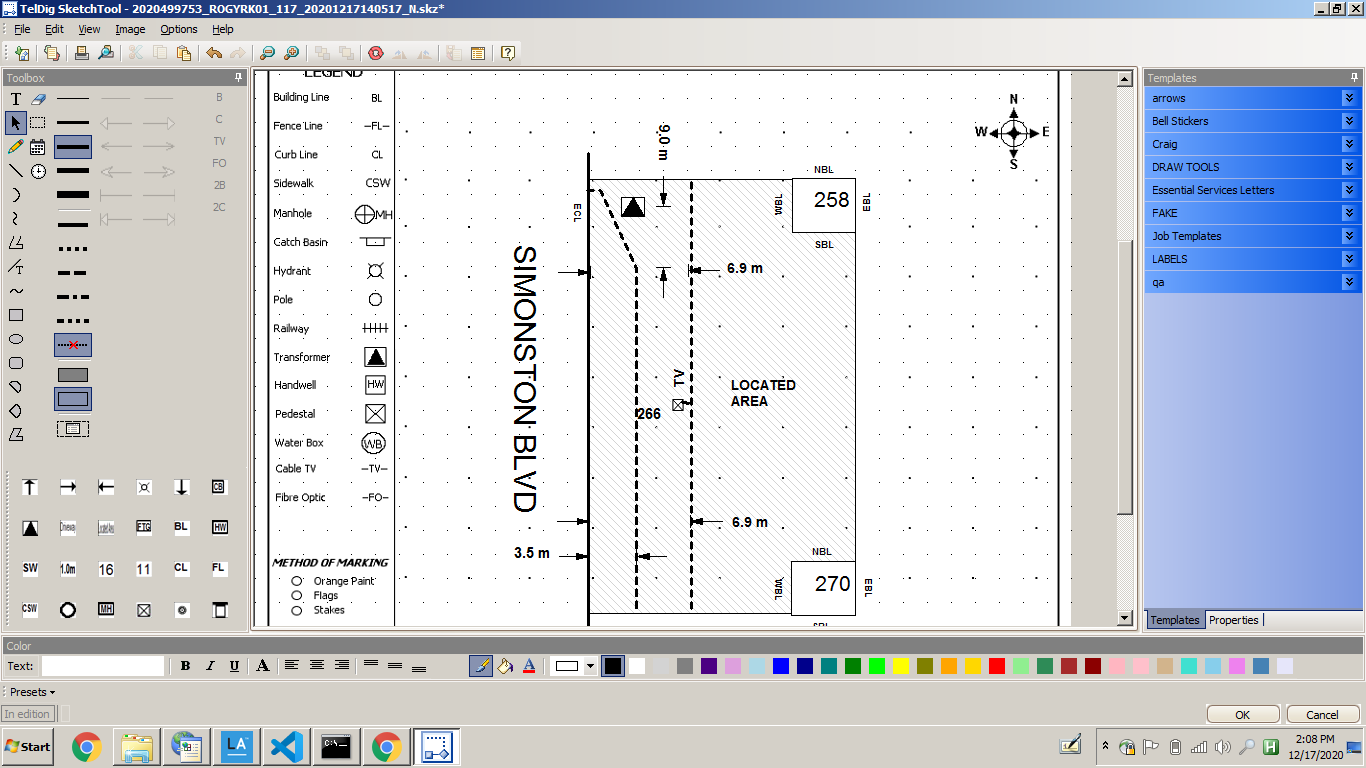 TelDig SketchTool - 2020499753_ROGYRK01_117_20201217140517_N.skz*
File Edit View Image Options Help
Toolbox
B
C
TV
FO
2B
2C
CB
FTG BL HW
SW 1.0m 16 11 CL FL
CSW MH
LEGEND
Building Line BL
Fence Line –FL–
Curb Line CL
Sidewalk CSW
Manhole MH
Catch Basin
Hydrant
Pole
Railway
Transformer
Handwell HW
Pedestal
Water Box WB
Cable TV –TV–
Fibre Optic –FO–
METHOD OF MARKING
Orange Paint
Flags
Stakes
N
W E
S
9.0 m
NBL
WBL 258 EBL
SBL
ECL
SIMONSTON BLVD
6.9 m
TV
LOCATED
AREA
266
6.9 m
3.5 m
NBL
WBL 270 EBL
SBL
Templates
arrows
Bell Stickers
Craig
DRAW TOOLS
Essential Services Letters
FAKE
Job Templates
LABELS
qa
Templates Properties
Color
Text: B I U A A
Presets
In edition
OK Cancel
Start
LA
C:\
H
2:08 PM
12/17/2020